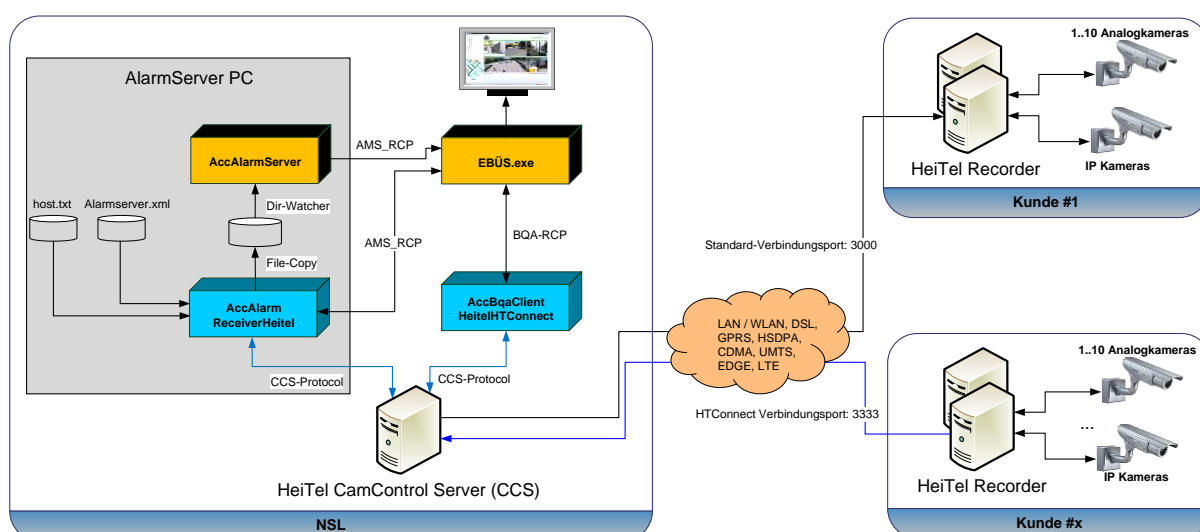 AlarmServer PC
AccAlarmServer
AMS_RCP
EBÜS.exe
host.txt
Alarmserver.xml
Dir-Watcher
File-Copy
AMS_RCP
BQA-RCP
AccAlarm
ReceiverHeitel
AccBqaClient
HeitelHTConnect
CCS-Protocol
CCS-Protocol
HeiTel CamControl Server (CCS)
NSL
LAN / WLAN, DSL,
GPRS, HSDPA,
CDMA, UMTS,
EDGE, LTE
Standard-Verbindungsport: 3000
HTConnect Verbindungsport: 3333
1..10 Analogkameras
IP Kameras
HeiTel Recorder
Kunde #1
1..10 Analogkameras
...
IP Kameras
HeiTel Recorder
Kunde #x